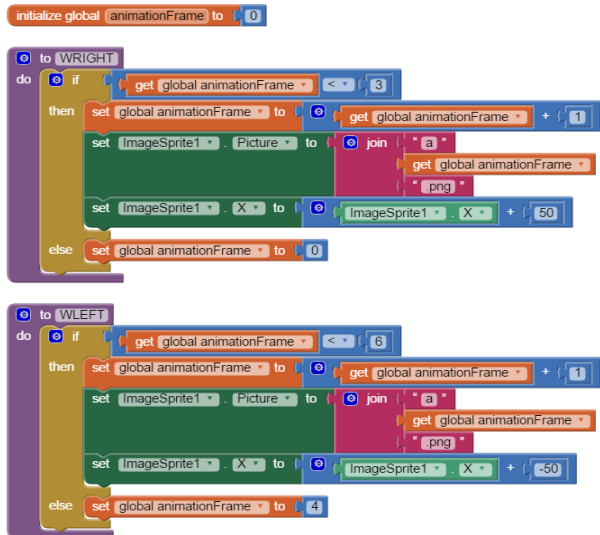 initialize global animationFrame to 0
to WRIGHT
do if get global animationFrame < 3
then set global animationFrame to get global animationFrame + 1
set ImageSprite1 . Picture to join " a "
get global animationFrame
" .png "
set ImageSprite1 . X to ImageSprite1 . X + 50
else set global animationFrame to 0
to WLEFT
do if get global animationFrame < 6
then set global animationFrame to get global animationFrame + 1
set ImageSprite1 . Picture to join " a "
get global animationFrame
" .png "
set ImageSprite1 . X to ImageSprite1 . X + -50
else set global animationFrame to 4